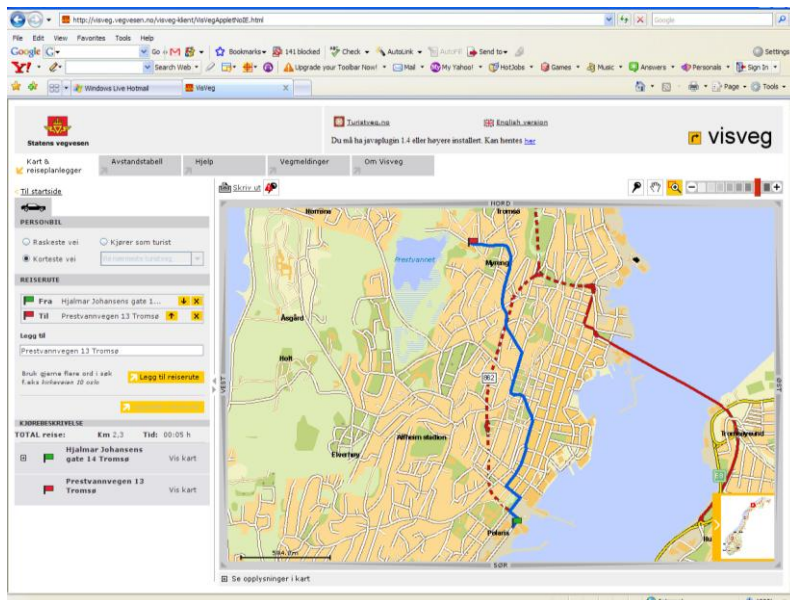 http://visveg.vegvesen.no/visveg-klient/VisVegAppletNoIE.html
Google
File Edit View Favorites Tools Help
Google G Go Bookmarks 141 blocked Check AutoLink AutoFill Send to Settings
Y! Search Web Upgrade your Toolbar Now! Mail My Yahoo! HotJobs Games Music Answers Personals Sign In
Windows Live Hotmail VisVeg X Page Tools
Statens vegvesen
Turistveg.no English version
Du må ha javaplugin 1.4 eller høyere installert. Kan hentes her
visveg
Kart & reiseplanlegger Avstandstabell Hjelp Vegmeldinger Om Visveg
Til startside
Skriv ut
PERSONBIL
Raskeste vei Kjører som turist
Korteste vei
REISERUTE
Fra Hjalmar Johansens gate 1...
Til Prestvannvegen 13 Tromsø
Legg til
Prestvannvegen 13 Tromsø
Bruk gjerne flere ord i søk
f.eks kirkeveien 10 oslo
Legg til reiserute
KJØREBESKRIVELSE
TOTAL reise: Km 2,3 Tid: 00:05 h
Hjalmar Johansens
gate 14 Tromsø Vis kart
Prestvannvegen 13
Tromsø Vis kart
NORD
Tromsø
Myreng
Prestvannet
Åsgård
Holt
VEST
ØST
862
Alfheim stadion
Elverhøy
Tromsøysund
E8
Peleris
594.0m
SØR
Se opplysninger i kart